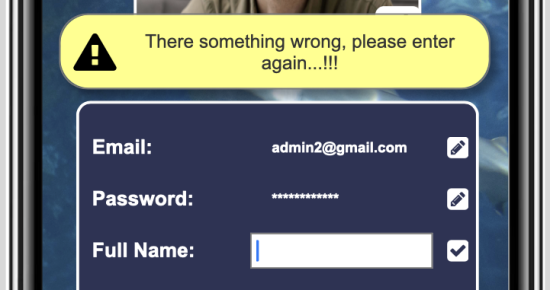 There something wrong, please enter
again...!!!
Email: admin2@gmail.com
Password: ************
Full Name: